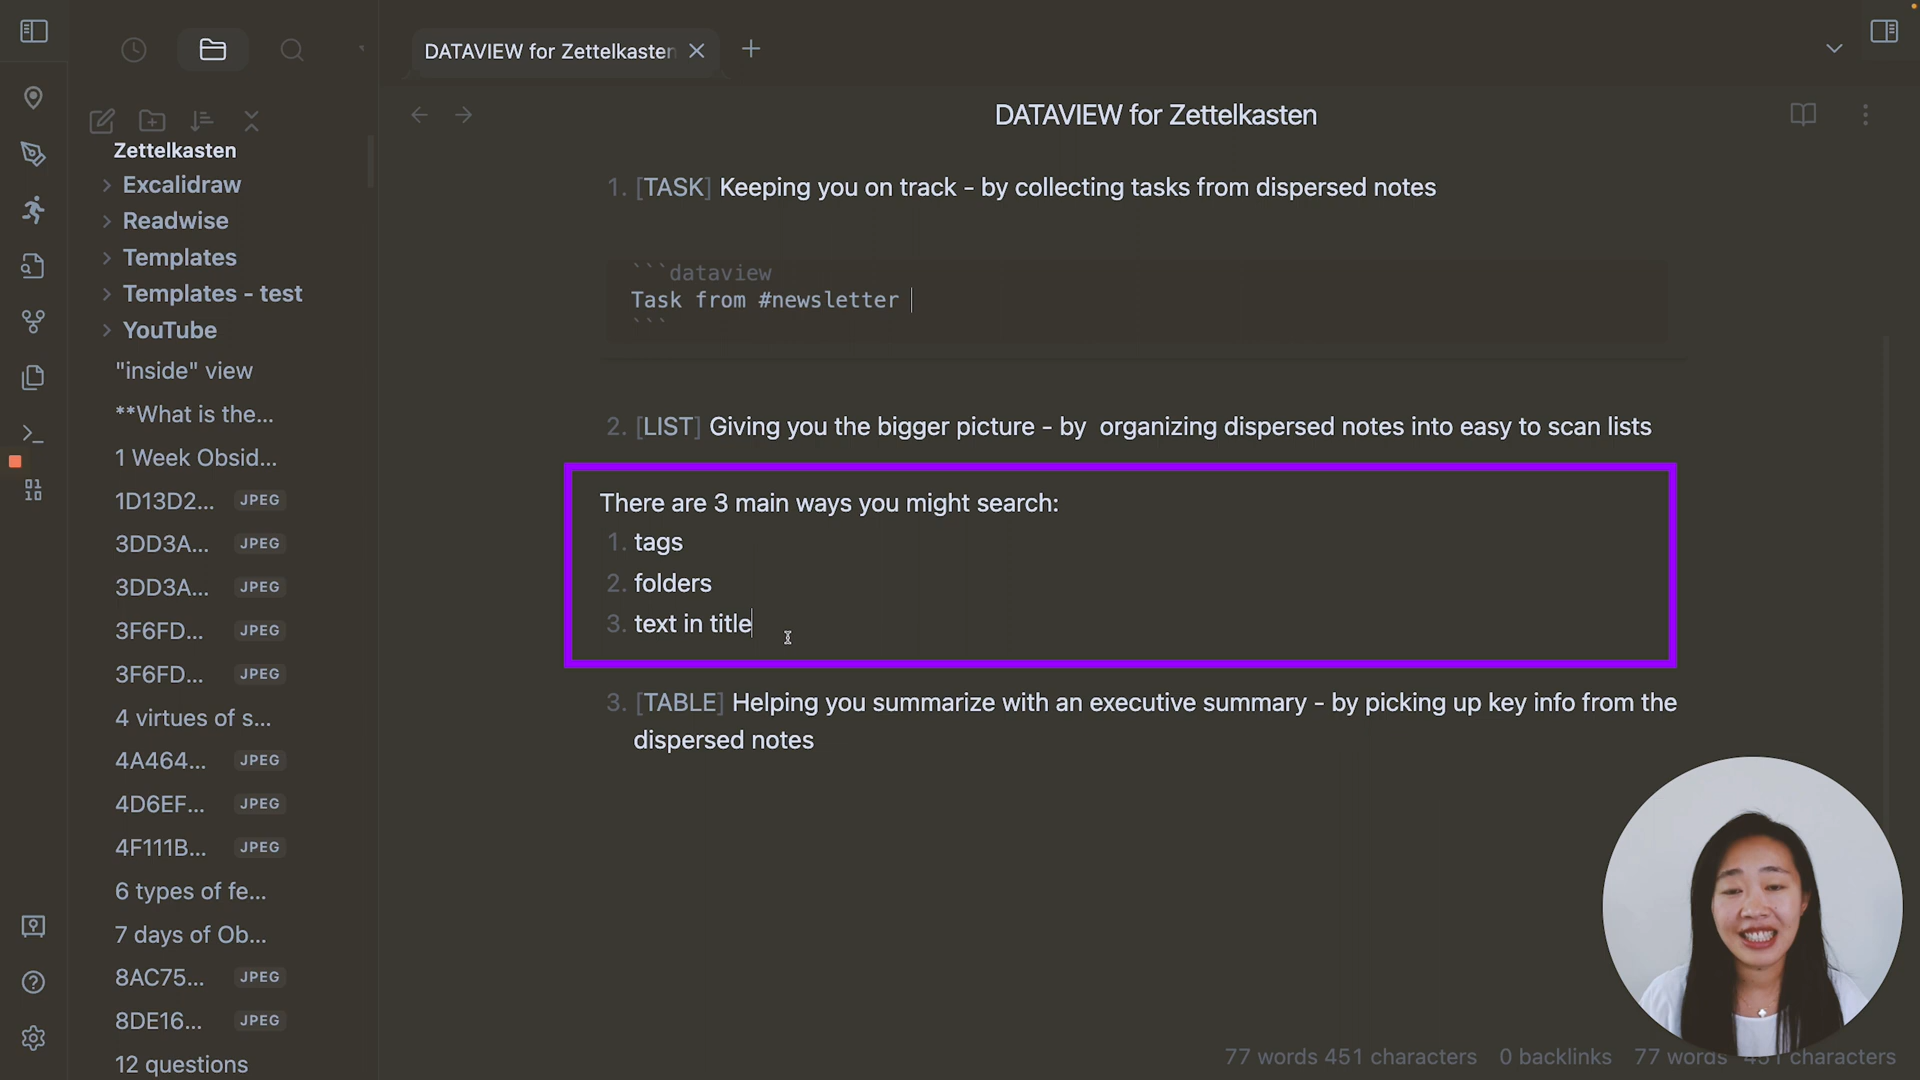 DATAVIEW for Zettelkasten
DATAVIEW for Zettelkasten
Zettelkasten
Excalidraw
Readwise
Templates
Templates - test
YouTube
"inside" view
**What is the...
1 Week Obsid...
1D13D2... JPEG
3DD3A... JPEG
3DD3A... JPEG
3F6FD... JPEG
3F6FD... JPEG
4 virtues of s...
4A464... JPEG
4D6EF... JPEG
4F111B... JPEG
6 types of fe...
7 days of Ob...
8AC75... JPEG
8DE16... JPEG
12 questions
1. [TASK] Keeping you on track - by collecting tasks from dispersed notes
```dataview
Task from #newsletter
```
2. [LIST] Giving you the bigger picture - by organizing dispersed notes into easy to scan lists
There are 3 main ways you might search:
1. tags
2. folders
3. text in title
3. [TABLE] Helping you summarize with an executive summary - by picking up key info from the
dispersed notes
77 words 451 characters 0 backlinks 77 words 451 characters